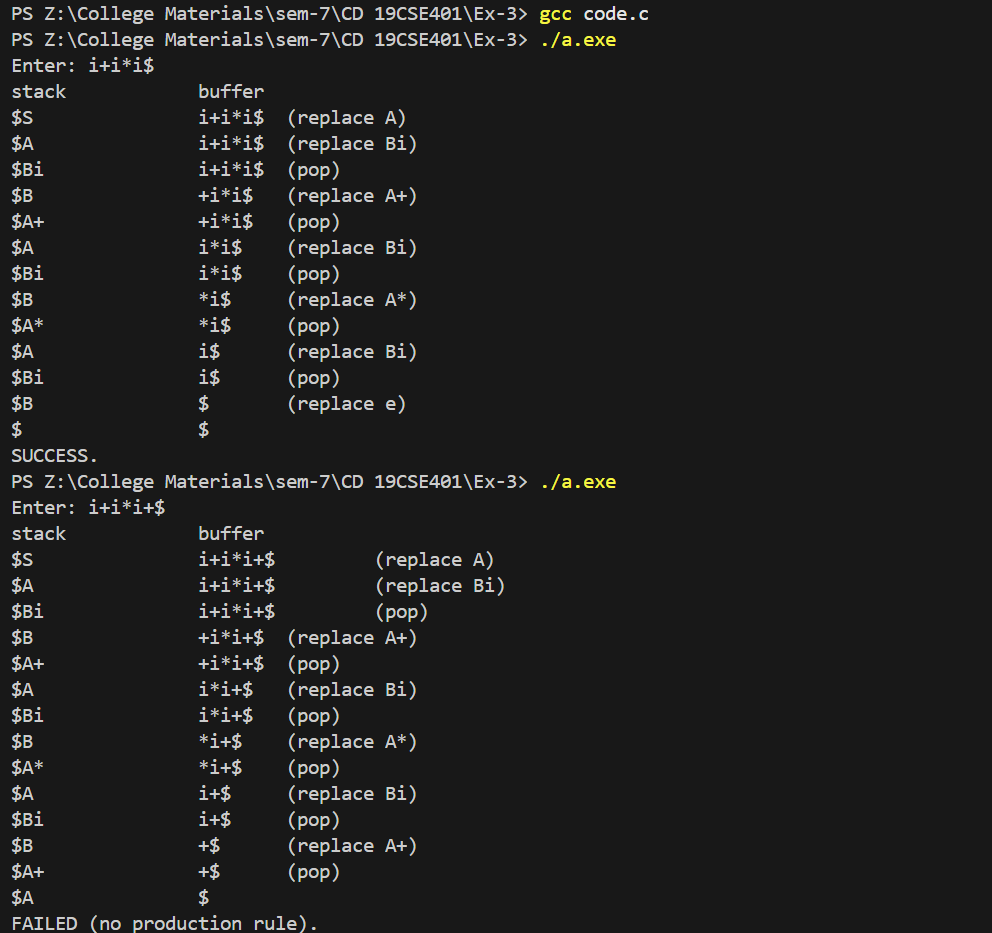 PS Z:\College Materials\sem-7\CD 19CSE401\Ex-3> gcc code.c
PS Z:\College Materials\sem-7\CD 19CSE401\Ex-3> ./a.exe
Enter: i+i*i$
stack            buffer
$S               i+i*i$  (replace A)
$A               i+i*i$  (replace Bi)
$Bi              i+i*i$  (pop)
$B               +i*i$   (replace A+)
$A+              +i*i$   (pop)
$A               i*i$    (replace Bi)
$Bi              i*i$    (pop)
$B               *i$     (replace A*)
$A*              *i$     (pop)
$A               i$      (replace Bi)
$Bi              i$      (pop)
$B               $       (replace e)
$                $
SUCCESS.
PS Z:\College Materials\sem-7\CD 19CSE401\Ex-3> ./a.exe
Enter: i+i*i+$
stack            buffer
$S               i+i*i+$         (replace A)
$A               i+i*i+$         (replace Bi)
$Bi              i+i*i+$         (pop)
$B               +i*i+$  (replace A+)
$A+              +i*i+$  (pop)
$A               i*i+$   (replace Bi)
$Bi              i*i+$   (pop)
$B               *i+$    (replace A*)
$A*              *i+$    (pop)
$A               i+$     (replace Bi)
$Bi              i+$     (pop)
$B               +$      (replace A+)
$A+              +$      (pop)
$A               $
FAILED (no production rule).